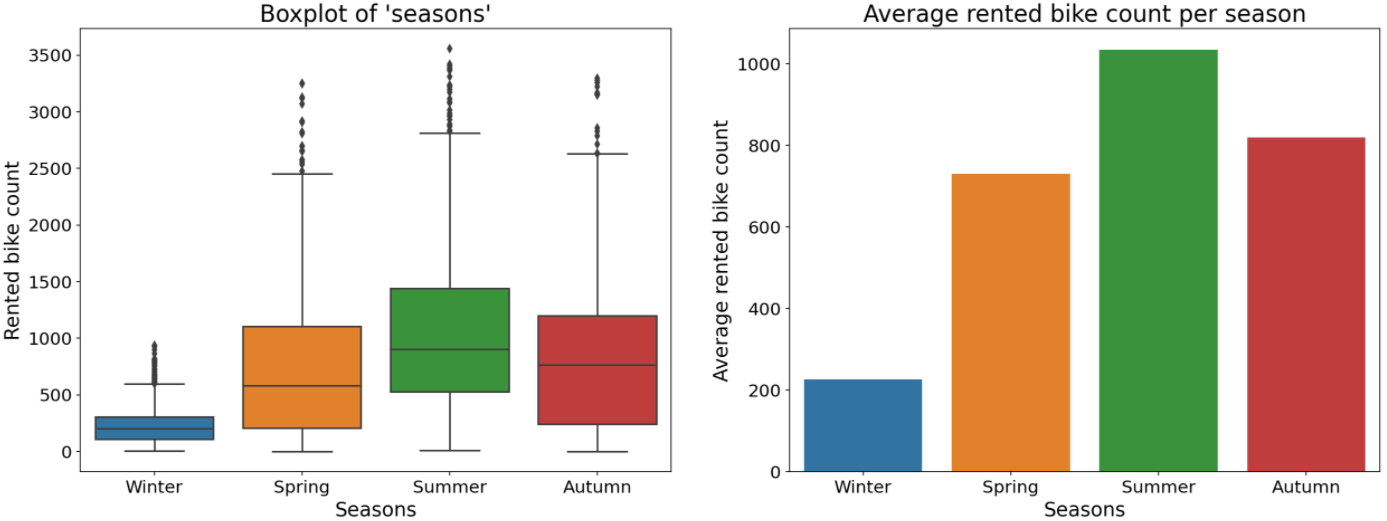 Boxplot of 'seasons'
Rented bike count
3500
3000
2500
2000
1500
1000
500
0
Winter Spring Summer Autumn
Seasons
Average rented bike count per season
Average rented bike count
1000
800
600
400
200
0
Winter Spring Summer Autumn
Seasons